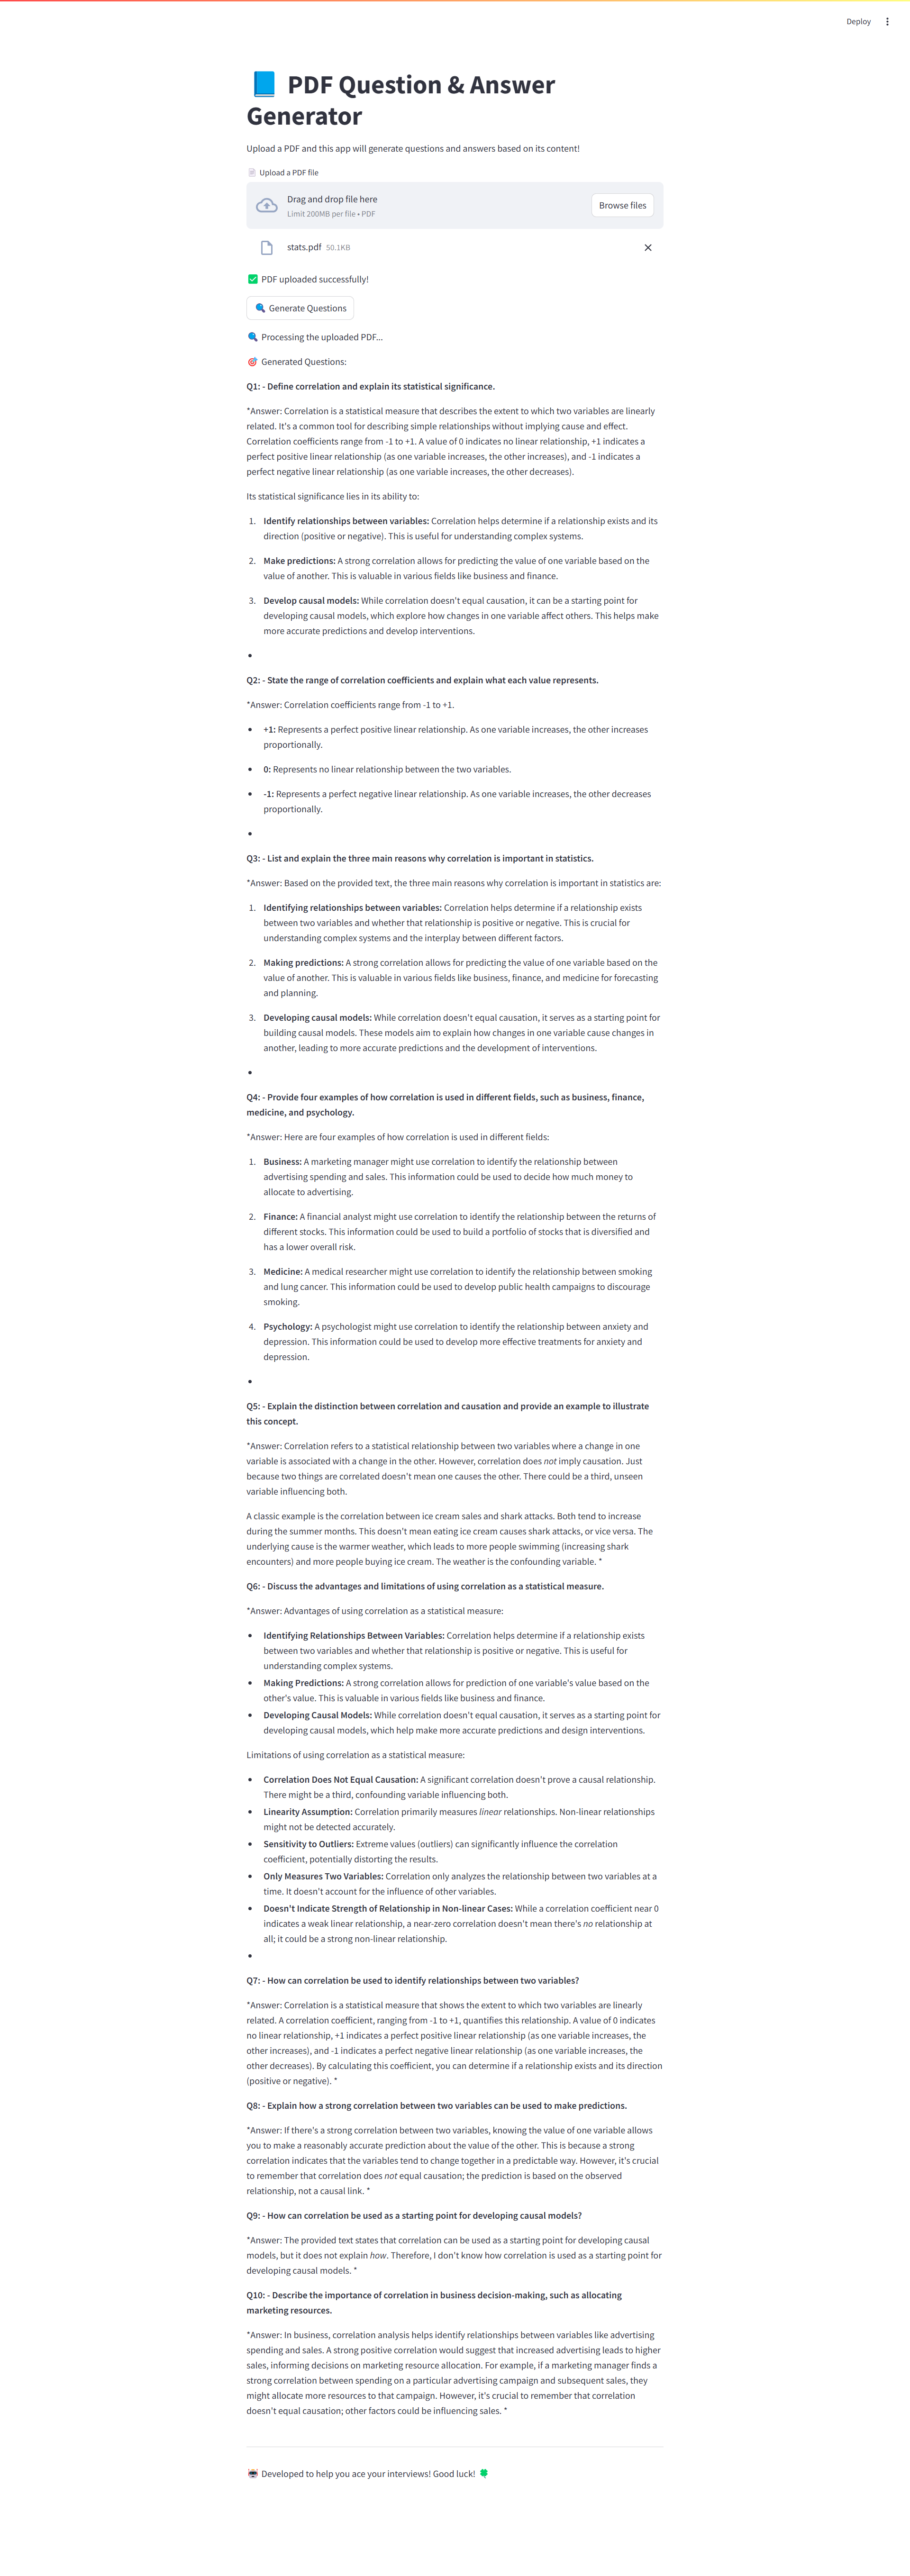 Deploy
PDF Question & Answer
Generator
Upload a PDF and this app will generate questions and answers based on its content!
Upload a PDF file
Drag and drop file here
Limit 200MB per file • PDF
Browse files
stats.pdf 50.1KB
PDF uploaded successfully!
Generate Questions
Processing the uploaded PDF...
Generated Questions:
Q1: - Define correlation and explain its statistical significance.
*Answer: Correlation is a statistical measure that describes the extent to which two variables are linearly
related. It's a common tool for describing simple relationships without implying cause and effect.
Correlation coefficients range from -1 to +1. A value of 0 indicates no linear relationship, +1 indicates a
perfect positive linear relationship (as one variable increases, the other increases), and -1 indicates a
perfect negative linear relationship (as one variable increases, the other decreases).
Its statistical significance lies in its ability to:
1. Identify relationships between variables: Correlation helps determine if a relationship exists and its
direction (positive or negative). This is useful for understanding complex systems.
2. Make predictions: A strong correlation allows for predicting the value of one variable based on the
value of another. This is valuable in various fields like business and finance.
3. Develop causal models: While correlation doesn't equal causation, it can be a starting point for
developing causal models, which explore how changes in one variable affect others. This helps make
more accurate predictions and develop interventions.
•
Q2: - State the range of correlation coefficients and explain what each value represents.
*Answer: Correlation coefficients range from -1 to +1.
• +1: Represents a perfect positive linear relationship. As one variable increases, the other increases
proportionally.
• 0: Represents no linear relationship between the two variables.
• -1: Represents a perfect negative linear relationship. As one variable increases, the other decreases
proportionally.
•
Q3: - List and explain the three main reasons why correlation is important in statistics.
*Answer: Based on the provided text, the three main reasons why correlation is important in statistics are:
1. Identifying relationships between variables: Correlation helps determine if a relationship exists
between two variables and whether that relationship is positive or negative. This is crucial for
understanding complex systems and the interplay between different factors.
2. Making predictions: A strong correlation allows for predicting the value of one variable based on the
value of another. This is valuable in various fields like business, finance, and medicine for forecasting
and planning.
3. Developing causal models: While correlation doesn't equal causation, it serves as a starting point for
building causal models. These models aim to explain how changes in one variable cause changes in
another, leading to more accurate predictions and the development of interventions.
•
Q4: - Provide four examples of how correlation is used in different fields, such as business, finance,
medicine, and psychology.
*Answer: Here are four examples of how correlation is used in different fields:
1. Business: A marketing manager might use correlation to identify the relationship between
advertising spending and sales. This information could be used to decide how much money to
allocate to advertising.
2. Finance: A financial analyst might use correlation to identify the relationship between the returns of
different stocks. This information could be used to build a portfolio of stocks that is diversified and
has a lower overall risk.
3. Medicine: A medical researcher might use correlation to identify the relationship between smoking
and lung cancer. This information could be used to develop public health campaigns to discourage
smoking.
4. Psychology: A psychologist might use correlation to identify the relationship between anxiety and
depression. This information could be used to develop more effective treatments for anxiety and
depression.
•
Q5: - Explain the distinction between correlation and causation and provide an example to illustrate
this concept.
*Answer: Correlation refers to a statistical relationship between two variables where a change in one
variable is associated with a change in the other. However, correlation does not imply causation. Just
because two things are correlated doesn't mean one causes the other. There could be a third, unseen
variable influencing both.
A classic example is the correlation between ice cream sales and shark attacks. Both tend to increase
during the summer months. This doesn't mean eating ice cream causes shark attacks, or vice versa. The
underlying cause is the warmer weather, which leads to more people swimming (increasing shark
encounters) and more people buying ice cream. The weather is the confounding variable. *
Q6: - Discuss the advantages and limitations of using correlation as a statistical measure.
*Answer: Advantages of using correlation as a statistical measure:
• Identifying Relationships Between Variables: Correlation helps determine if a relationship exists
between two variables and whether that relationship is positive or negative. This is useful for
understanding complex systems.
• Making Predictions: A strong correlation allows for prediction of one variable's value based on the
other's value. This is valuable in various fields like business and finance.
• Developing Causal Models: While correlation doesn't equal causation, it serves as a starting point for
developing causal models, which help make more accurate predictions and design interventions.
Limitations of using correlation as a statistical measure:
• Correlation Does Not Equal Causation: A significant correlation doesn't prove a causal relationship.
There might be a third, confounding variable influencing both.
• Linearity Assumption: Correlation primarily measures linear relationships. Non-linear relationships
might not be detected accurately.
• Sensitivity to Outliers: Extreme values (outliers) can significantly influence the correlation
coefficient, potentially distorting the results.
• Only Measures Two Variables: Correlation only analyzes the relationship between two variables at a
time. It doesn't account for the influence of other variables.
• Doesn't Indicate Strength of Relationship in Non-linear Cases: While a correlation coefficient near 0
indicates a weak linear relationship, a near-zero correlation doesn't mean there's no relationship at
all; it could be a strong non-linear relationship.
•
Q7: - How can correlation be used to identify relationships between two variables?
*Answer: Correlation is a statistical measure that shows the extent to which two variables are linearly
related. A correlation coefficient, ranging from -1 to +1, quantifies this relationship. A value of 0 indicates
no linear relationship, +1 indicates a perfect positive linear relationship (as one variable increases, the
other increases), and -1 indicates a perfect negative linear relationship (as one variable increases, the
other decreases). By calculating this coefficient, you can determine if a relationship exists and its direction
(positive or negative). *
Q8: - Explain how a strong correlation between two variables can be used to make predictions.
*Answer: If there's a strong correlation between two variables, knowing the value of one variable allows
you to make a reasonably accurate prediction about the value of the other. This is because a strong
correlation indicates that the variables tend to change together in a predictable way. However, it's crucial
to remember that correlation does not equal causation; the prediction is based on the observed
relationship, not a causal link. *
Q9: - How can correlation be used as a starting point for developing causal models?
*Answer: The provided text states that correlation can be used as a starting point for developing causal
models, but it does not explain how. Therefore, I don't know how correlation is used as a starting point for
developing causal models. *
Q10: - Describe the importance of correlation in business decision-making, such as allocating
marketing resources.
*Answer: In business, correlation analysis helps identify relationships between variables like advertising
spending and sales. A strong positive correlation would suggest that increased advertising leads to higher
sales, informing decisions on marketing resource allocation. For example, if a marketing manager finds a
strong correlation between spending on a particular advertising campaign and subsequent sales, they
might allocate more resources to that campaign. However, it's crucial to remember that correlation
doesn't equal causation; other factors could be influencing sales. *
Developed to help you ace your interviews! Good luck!